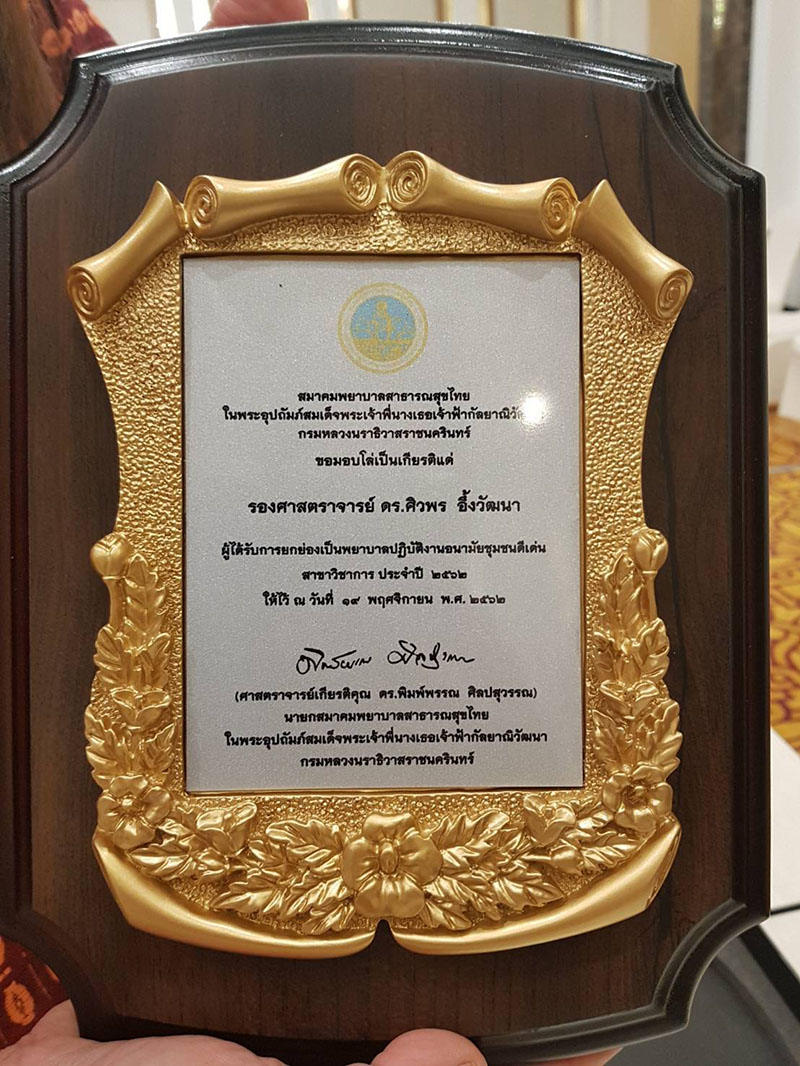 สมาคมพยาบาลสาธารณสุขไทย
ในพระอุปถัมภ์สมเด็จพระเจ้าพี่นางเธอเจ้าฟ้ากัลยาณิวัฒนา
กรมหลวงนราธิวาสราชนครินทร์
ขอมอบโล่เป็นเกียรติแด่
รองศาสตราจารย์ ดร.ศิวพร อึ้งวัฒนา
ผู้ได้รับการยกย่องเป็นพยาบาลปฏิบัติงานอนามัยชุมชนดีเด่น
สาขาวิชาการ ประจำปี ๒๕๖๒
ให้ไว้ ณ วันที่ ๑๙ พฤศจิกายน พ.ศ. ๒๕๖๒
(ศาสตราจารย์เกียรติคุณ ดร.พิมพ์พรรณ ศิลปสุวรรณ)
นายกสมาคมพยาบาลสาธารณสุขไทย
ในพระอุปถัมภ์สมเด็จพระเจ้าพี่นางเธอเจ้าฟ้ากัลยาณิวัฒนา
กรมหลวงนราธิวาสราชนครินทร์